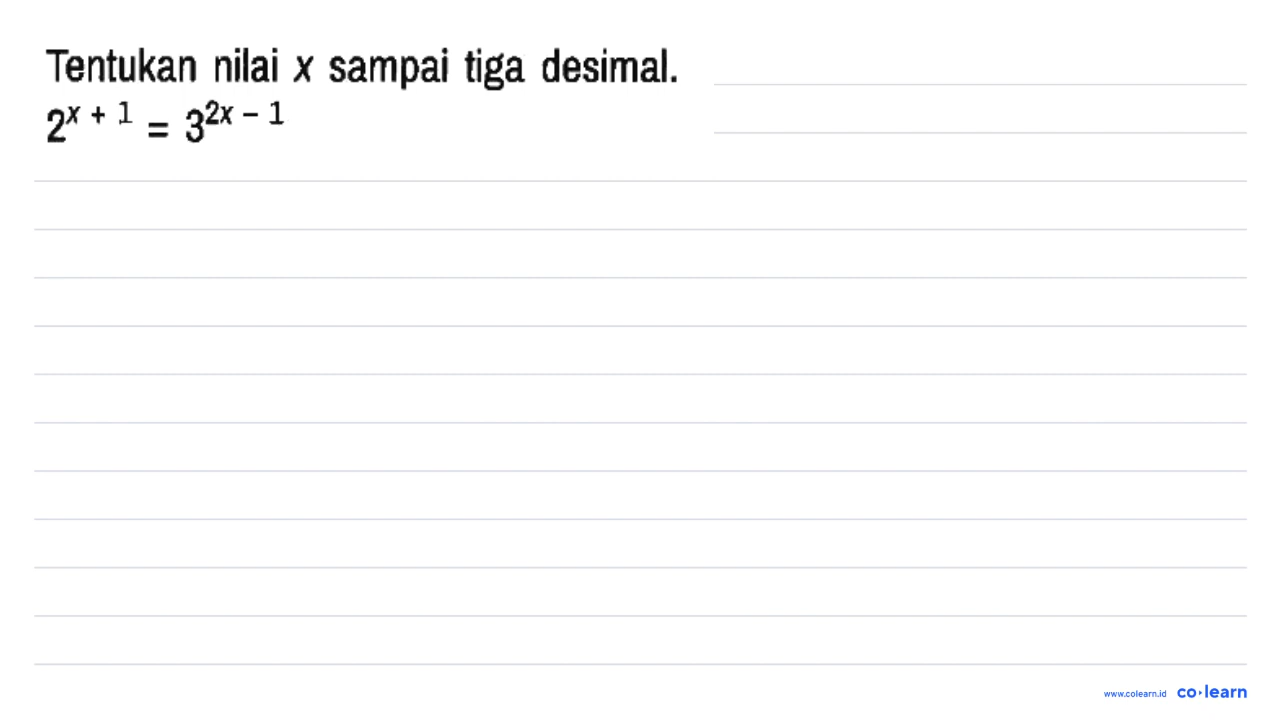 Tentukan nilai x sampai tiga desimal.
2^{x + 1} = 3^{2x - 1}
www.colearn.id co·learn